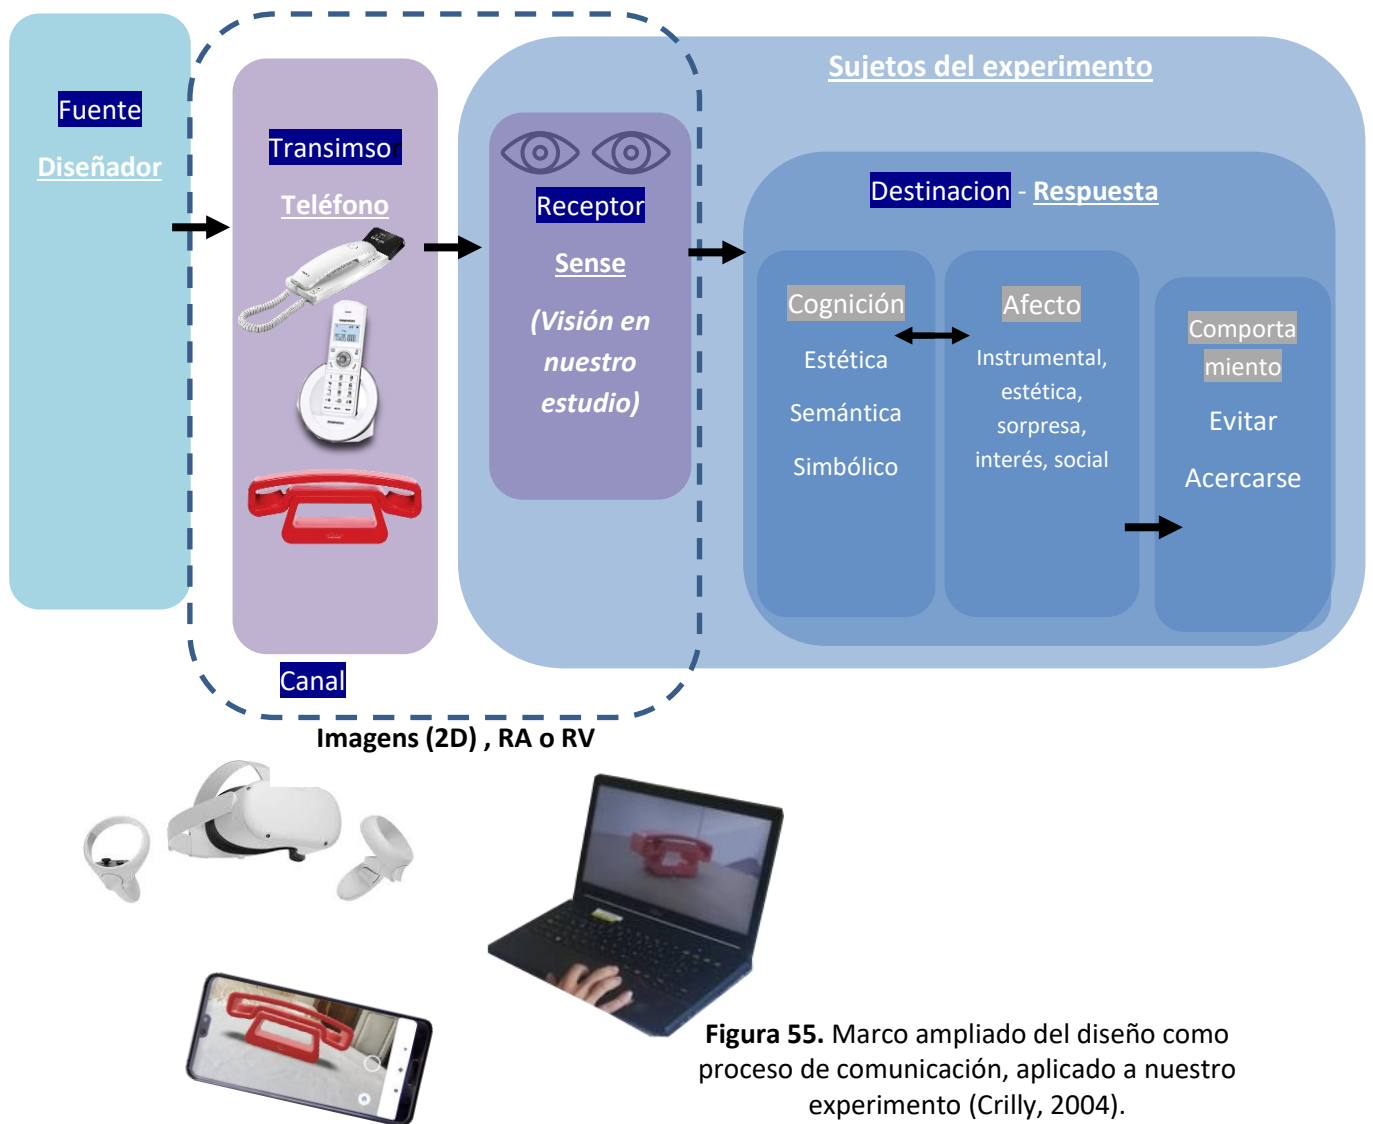 Fuente
Diseñador
Transimsor
Teléfono
Canal
Receptor
Sense
(Visión en
nuestro
estudio)
Sujetos del experimento
Destinacion - Respuesta
Cognición
Estética
Semántica
Simbólico
Afecto
Instrumental,
estética,
sorpresa,
interés, social
Comporta
miento
Evitar
Acercarse
Imagens (2D) , RA o RV
Figura 55. Marco ampliado del diseño como
proceso de comunicación, aplicado a nuestro
experimento (Crilly, 2004).